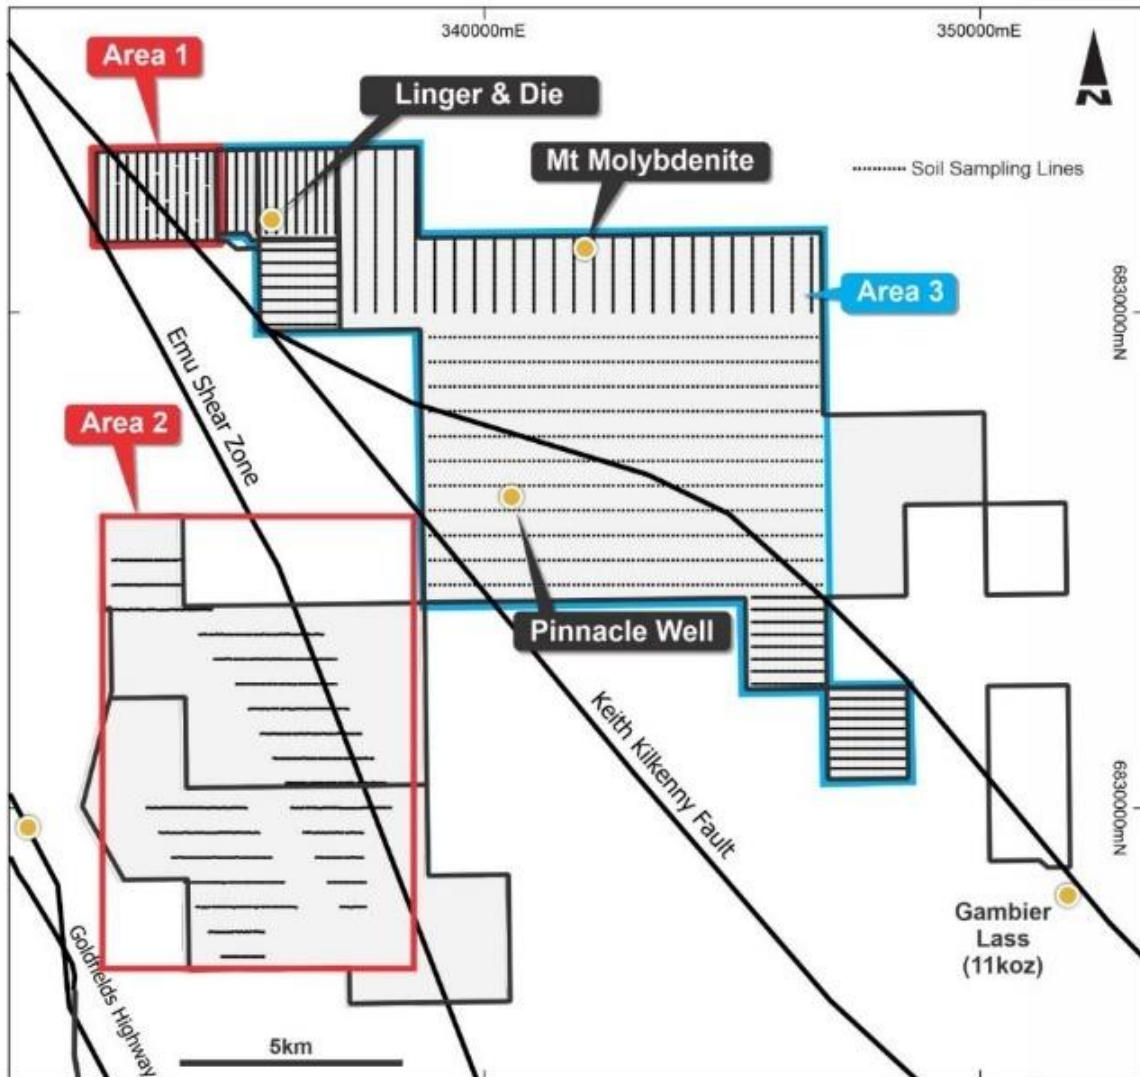 340000mE
350000mE
Area 1
Linger & Die
Mt Molybdenite
N
Soil Sampling Lines
Area 3
6830000mN
Emu Shear Zone
Area 2
Pinnacle Well
Keith Kilkenny Fault
6830000mN
Gambier
Lass
(11koz)
Goldfields Highway
5km